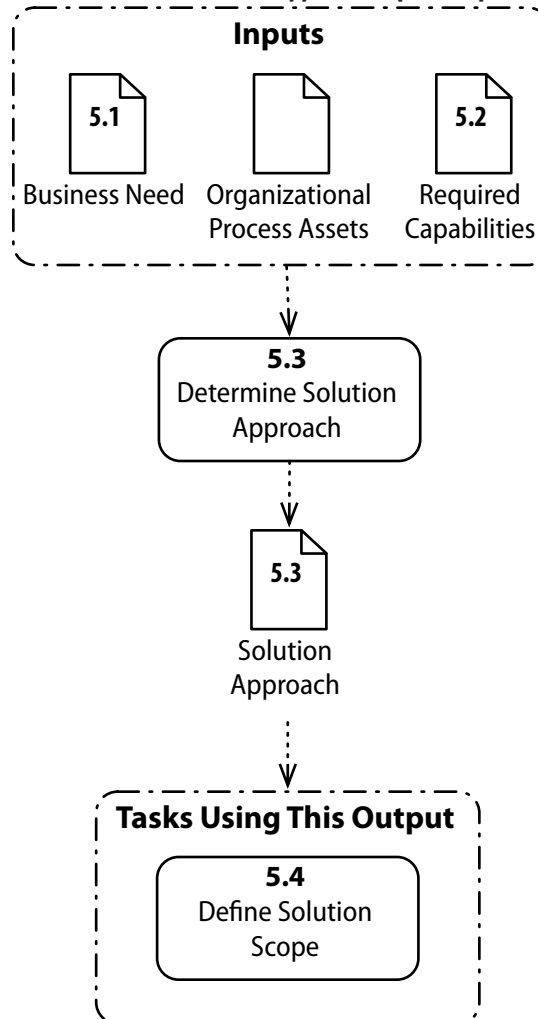 Inputs
5.1
5.2
Business Need
Organizational
Process Assets
Required
Capabilities
5.3
Determine Solution
Approach
5.3
Solution
Approach
Tasks Using This Output
5.4
Define Solution
Scope